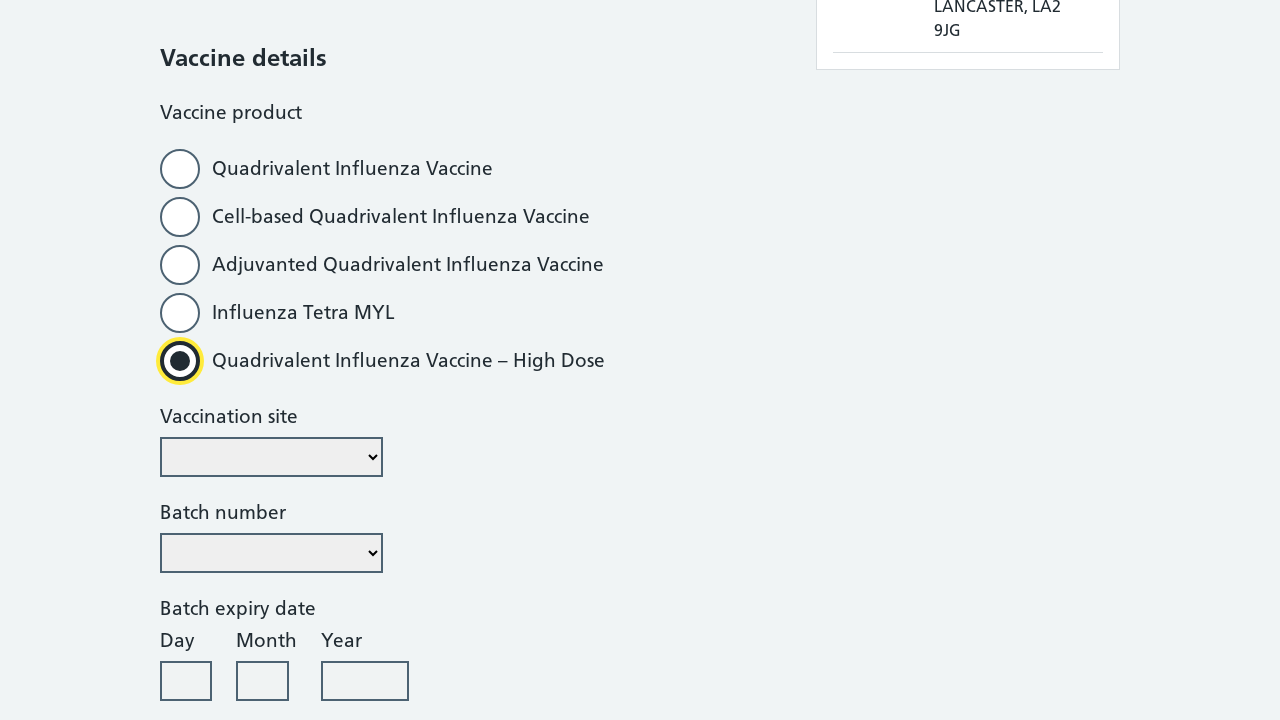 LANCASTER, LA2
9JG
Vaccine details
Vaccine product
Quadrivalent Influenza Vaccine
Cell-based Quadrivalent Influenza Vaccine
Adjuvanted Quadrivalent Influenza Vaccine
Influenza Tetra MYL
Quadrivalent Influenza Vaccine – High Dose
Vaccination site
Batch number
Batch expiry date
Day Month Year